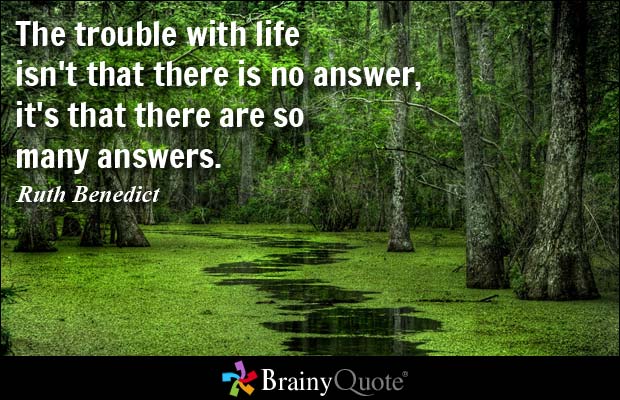 The trouble with life
isn't that there is no answer,
it's that there are so
many answers.
Ruth Benedict
BrainyQuote®